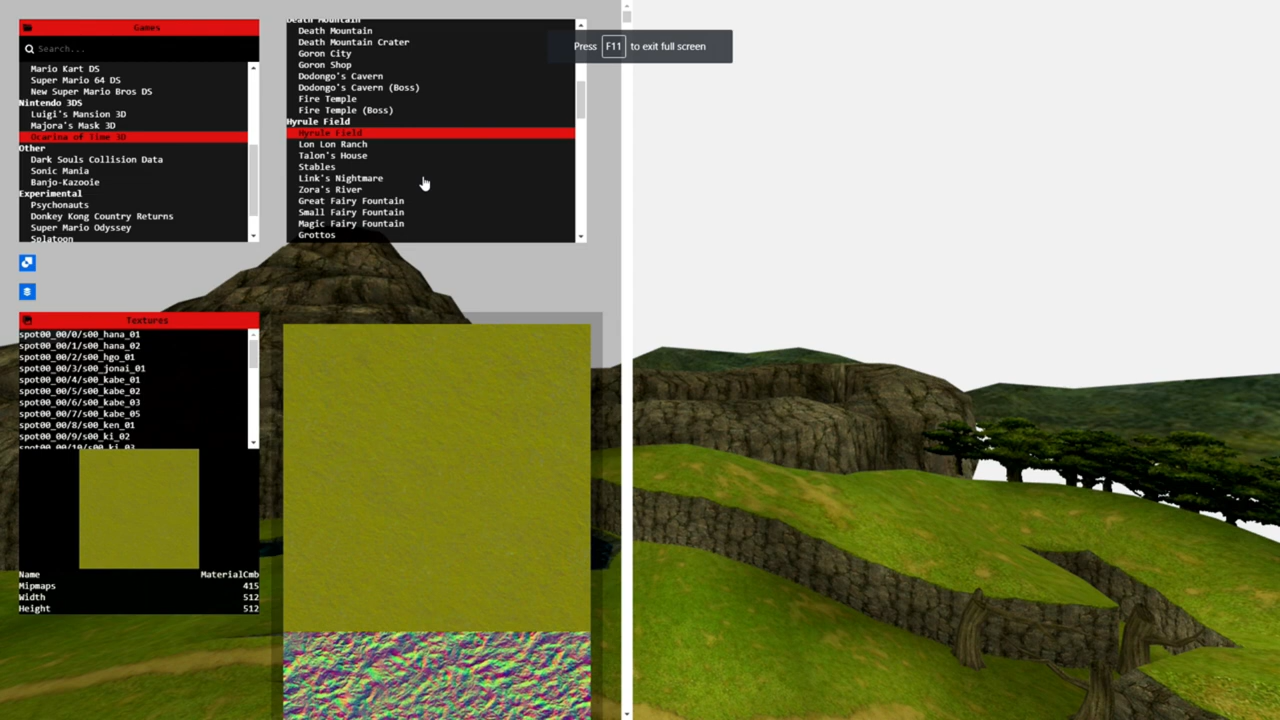 Games
Search...
Mario Kart DS
Super Mario 64 DS
New Super Mario Bros DS
Nintendo 3DS
Luigi's Mansion 3D
Majora's Mask 3D
Ocarina of Time 3D
Other
Dark Souls Collision Data
Sonic Mania
Banjo-Kazooie
Experimental
Psychonauts
Donkey Kong Country Returns
Super Mario Odyssey
Splatoon
Death Mountain
Death Mountain
Death Mountain Crater
Goron City
Goron Shop
Dodongo's Cavern
Dodongo's Cavern (Boss)
Fire Temple
Fire Temple (Boss)
Hyrule Field
Hyrule Field
Lon Lon Ranch
Talon's House
Stables
Link's Nightmare
Zora's River
Great Fairy Fountain
Small Fairy Fountain
Magic Fairy Fountain
Grottos
Press F11 to exit full screen
Textures
spot00_00/0/s00_hana_01
spot00_00/1/s00_hana_02
spot00_00/2/s00_hgo_01
spot00_00/3/s00_jonai_01
spot00_00/4/s00_kabe_01
spot00_00/5/s00_kabe_02
spot00_00/6/s00_kabe_03
spot00_00/7/s00_kabe_05
spot00_00/8/s00_ken_01
spot00_00/9/s00_ki_02
spot00_00/10/s00_ki_03
Name MaterialCmb
Mipmaps 415
Width 512
Height 512